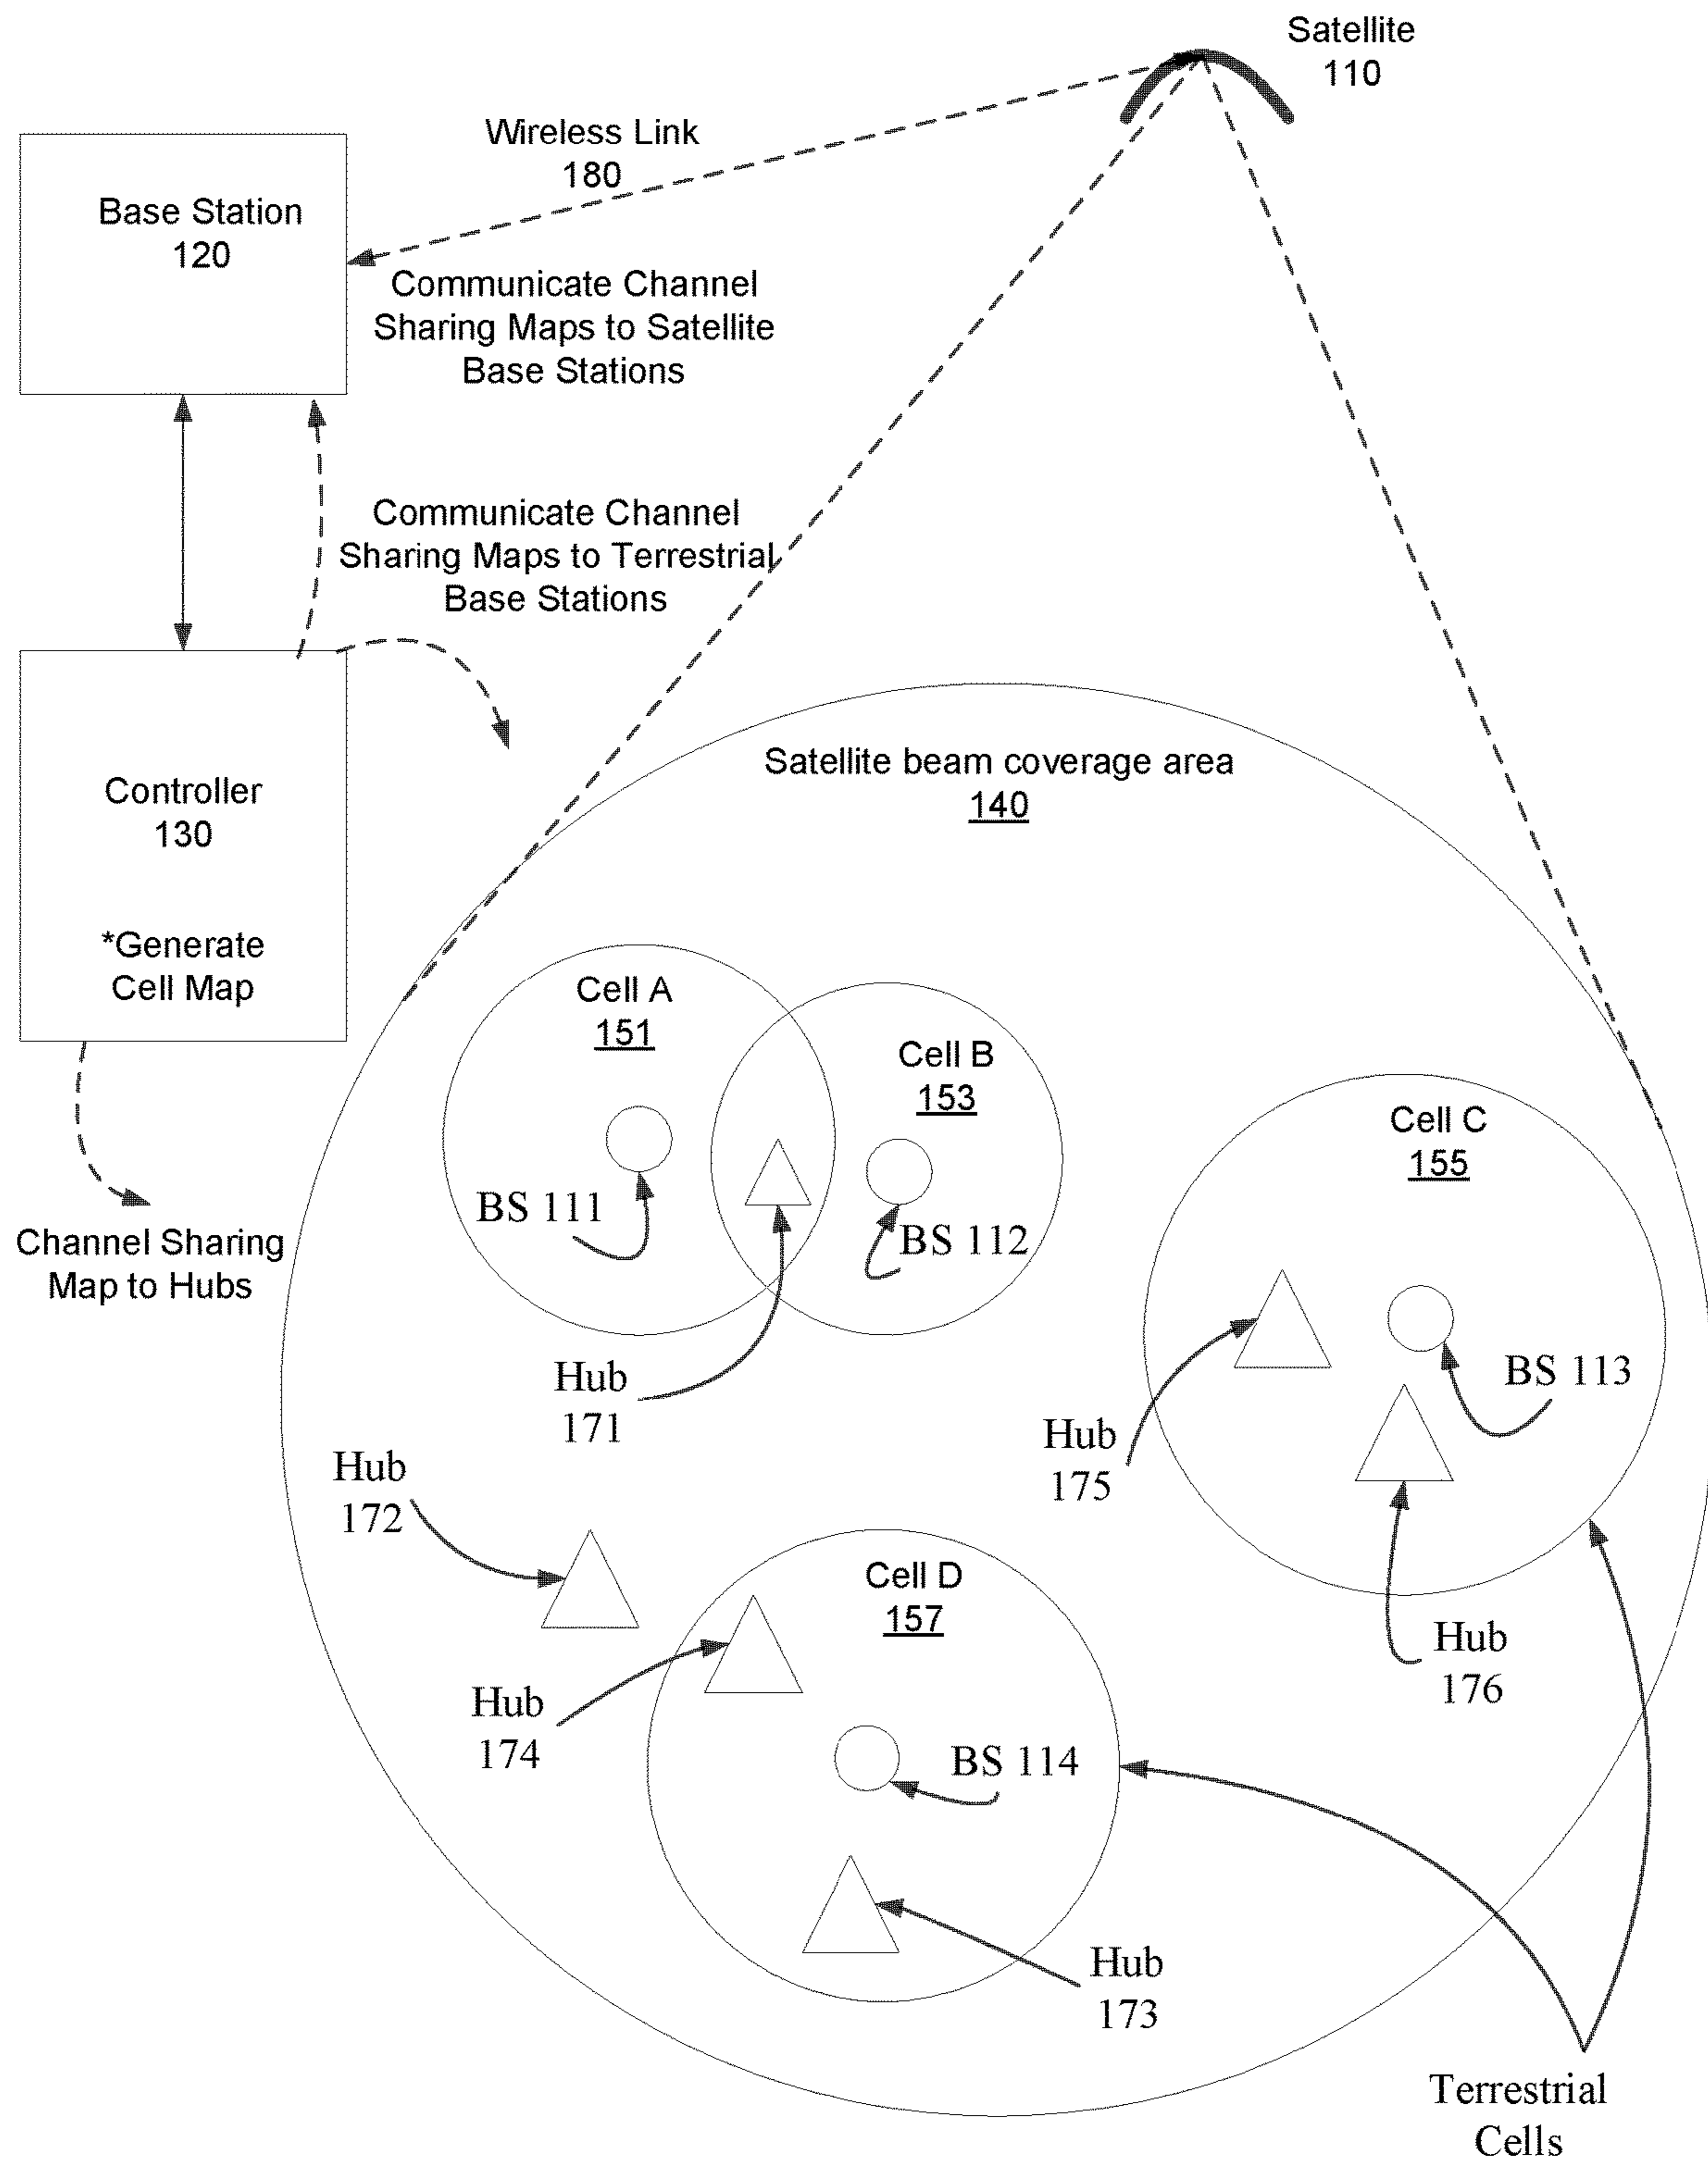 Satellite
110
Wireless Link
180
Base Station
120
Communicate Channel
Sharing Maps to Satellite
Base Stations
Communicate Channel
Sharing Maps to Terrestrial
Base Stations
Controller
130
*Generate
Cell Map
Channel Sharing
Map to Hubs
Satellite beam coverage area
140
Cell A
151
BS 111
Cell B
153
BS 112
Hub
171
Cell C
155
BS 113
Hub
175
Hub
176
Hub
172
Cell D
157
Hub
174
BS 114
Hub
173
Terrestrial
Cells